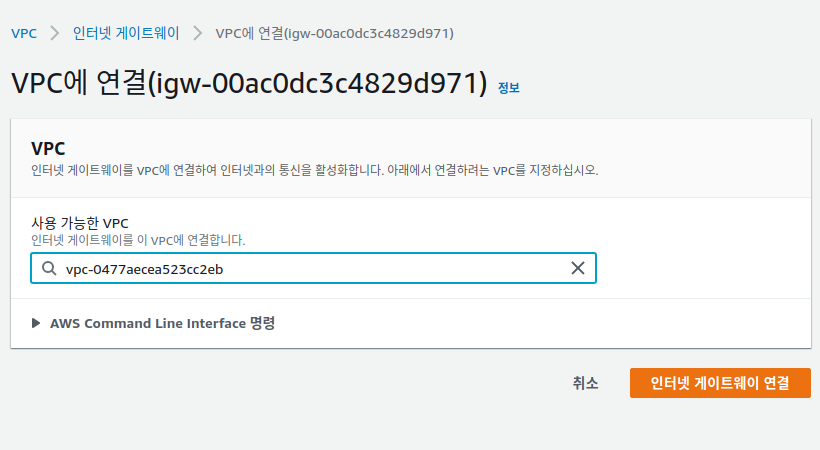 VPC > 인터넷 게이트웨이 > VPC에 연결(igw-00ac0dc3c4829d971)
VPC에 연결(igw-00ac0dc3c4829d971) 정보
VPC
인터넷 게이트웨이를 VPC에 연결하여 인터넷과의 통신을 활성화합니다. 아래에서 연결하려는 VPC를 지정하십시오.
사용 가능한 VPC
인터넷 게이트웨이를 이 VPC에 연결합니다.
vpc-0477aecea523cc2eb
AWS Command Line Interface 명령
취소 인터넷 게이트웨이 연결